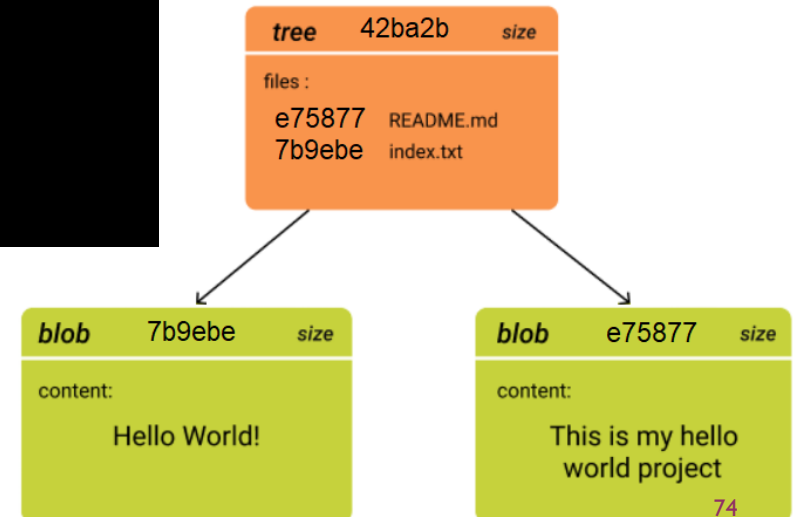 tree 42ba2b size
files :
e75877 README.md
7b9ebe index.txt
blob 7b9ebe size
content:
Hello World!
blob e75877 size
content:
This is my hello
world project
74